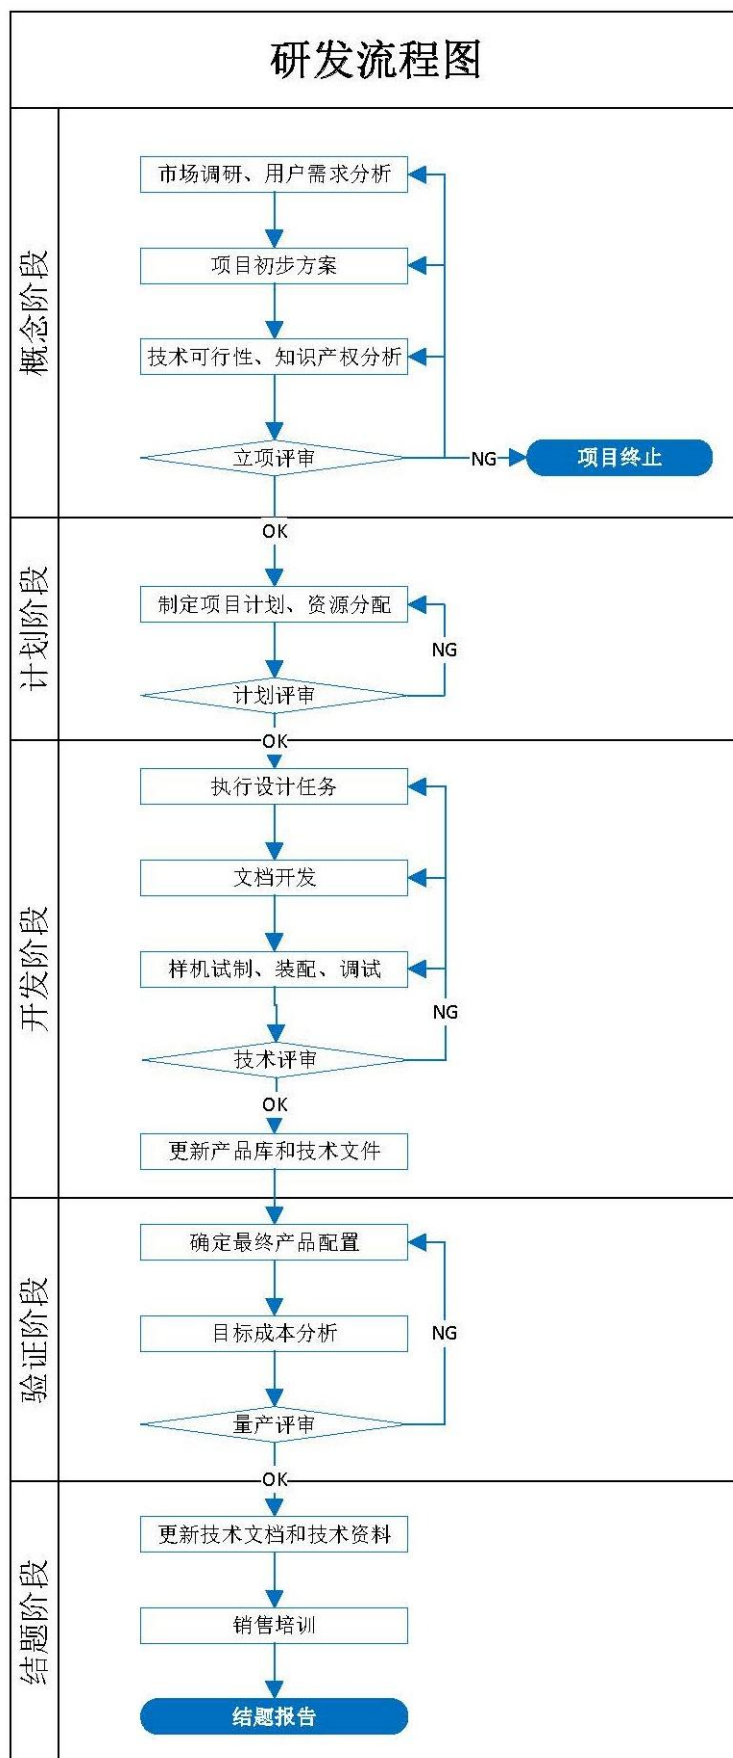 研发流程图
概念阶段
市场调研、用户需求分析
项目初步方案
技术可行性、知识产权分析
立项评审
NG
项目终止
OK
计划阶段
制定项目计划、资源分配
NG
计划评审
OK
开发阶段
执行设计任务
文档开发
样机试制、装配、调试
NG
技术评审
OK
更新产品库和技术文件
验证阶段
确定最终产品配置
目标成本分析
NG
量产评审
OK
结题阶段
更新技术文档和技术资料
销售培训
结题报告